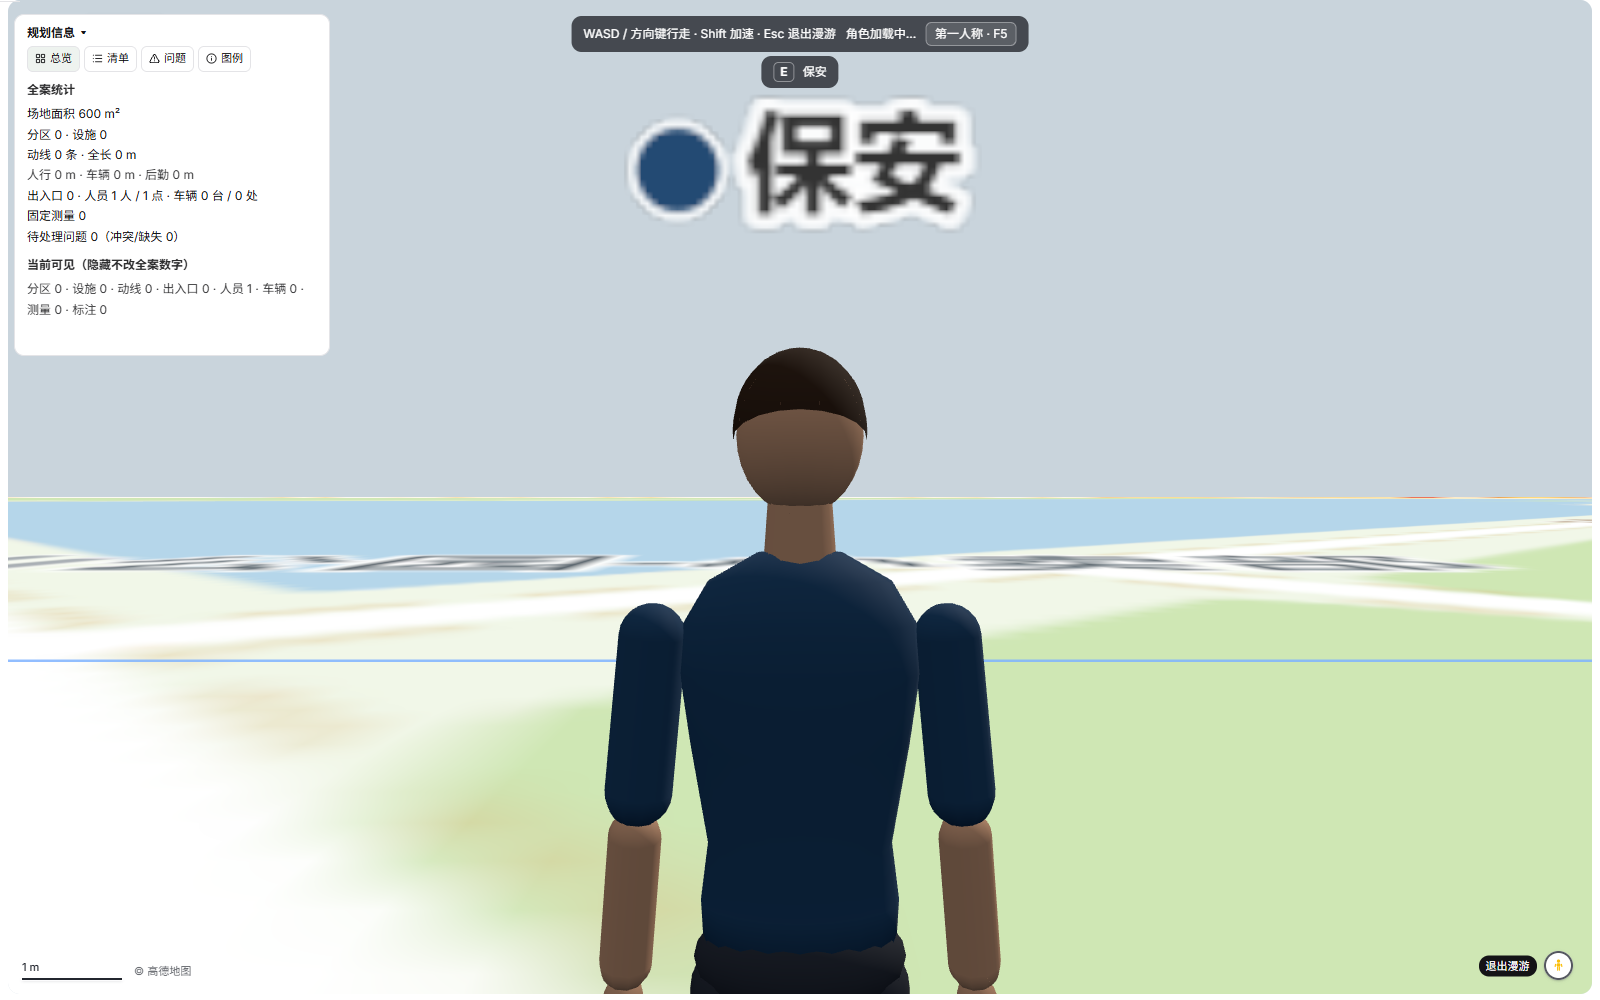 规划信息
总览 清单 问题 图例
全案统计
场地面积 600 m²
分区 0 · 设施 0
动线 0 条 · 全长 0 m
人行 0 m · 车辆 0 m · 后勤 0 m
出入口 0 · 人员 1 人 / 1 点 · 车辆 0 台 / 0 处
固定测量 0
待处理问题 0（冲突/缺失 0）
当前可见（隐藏不改全案数字）
分区 0 · 设施 0 · 动线 0 · 出入口 0 · 人员 1 · 车辆 0 ·
测量 0 · 标注 0
WASD / 方向键行走 · Shift 加速 · Esc 退出漫游 角色加载中... 第一人称 · F5
E 保安
保安
1 m
© 高德地图
退出漫游